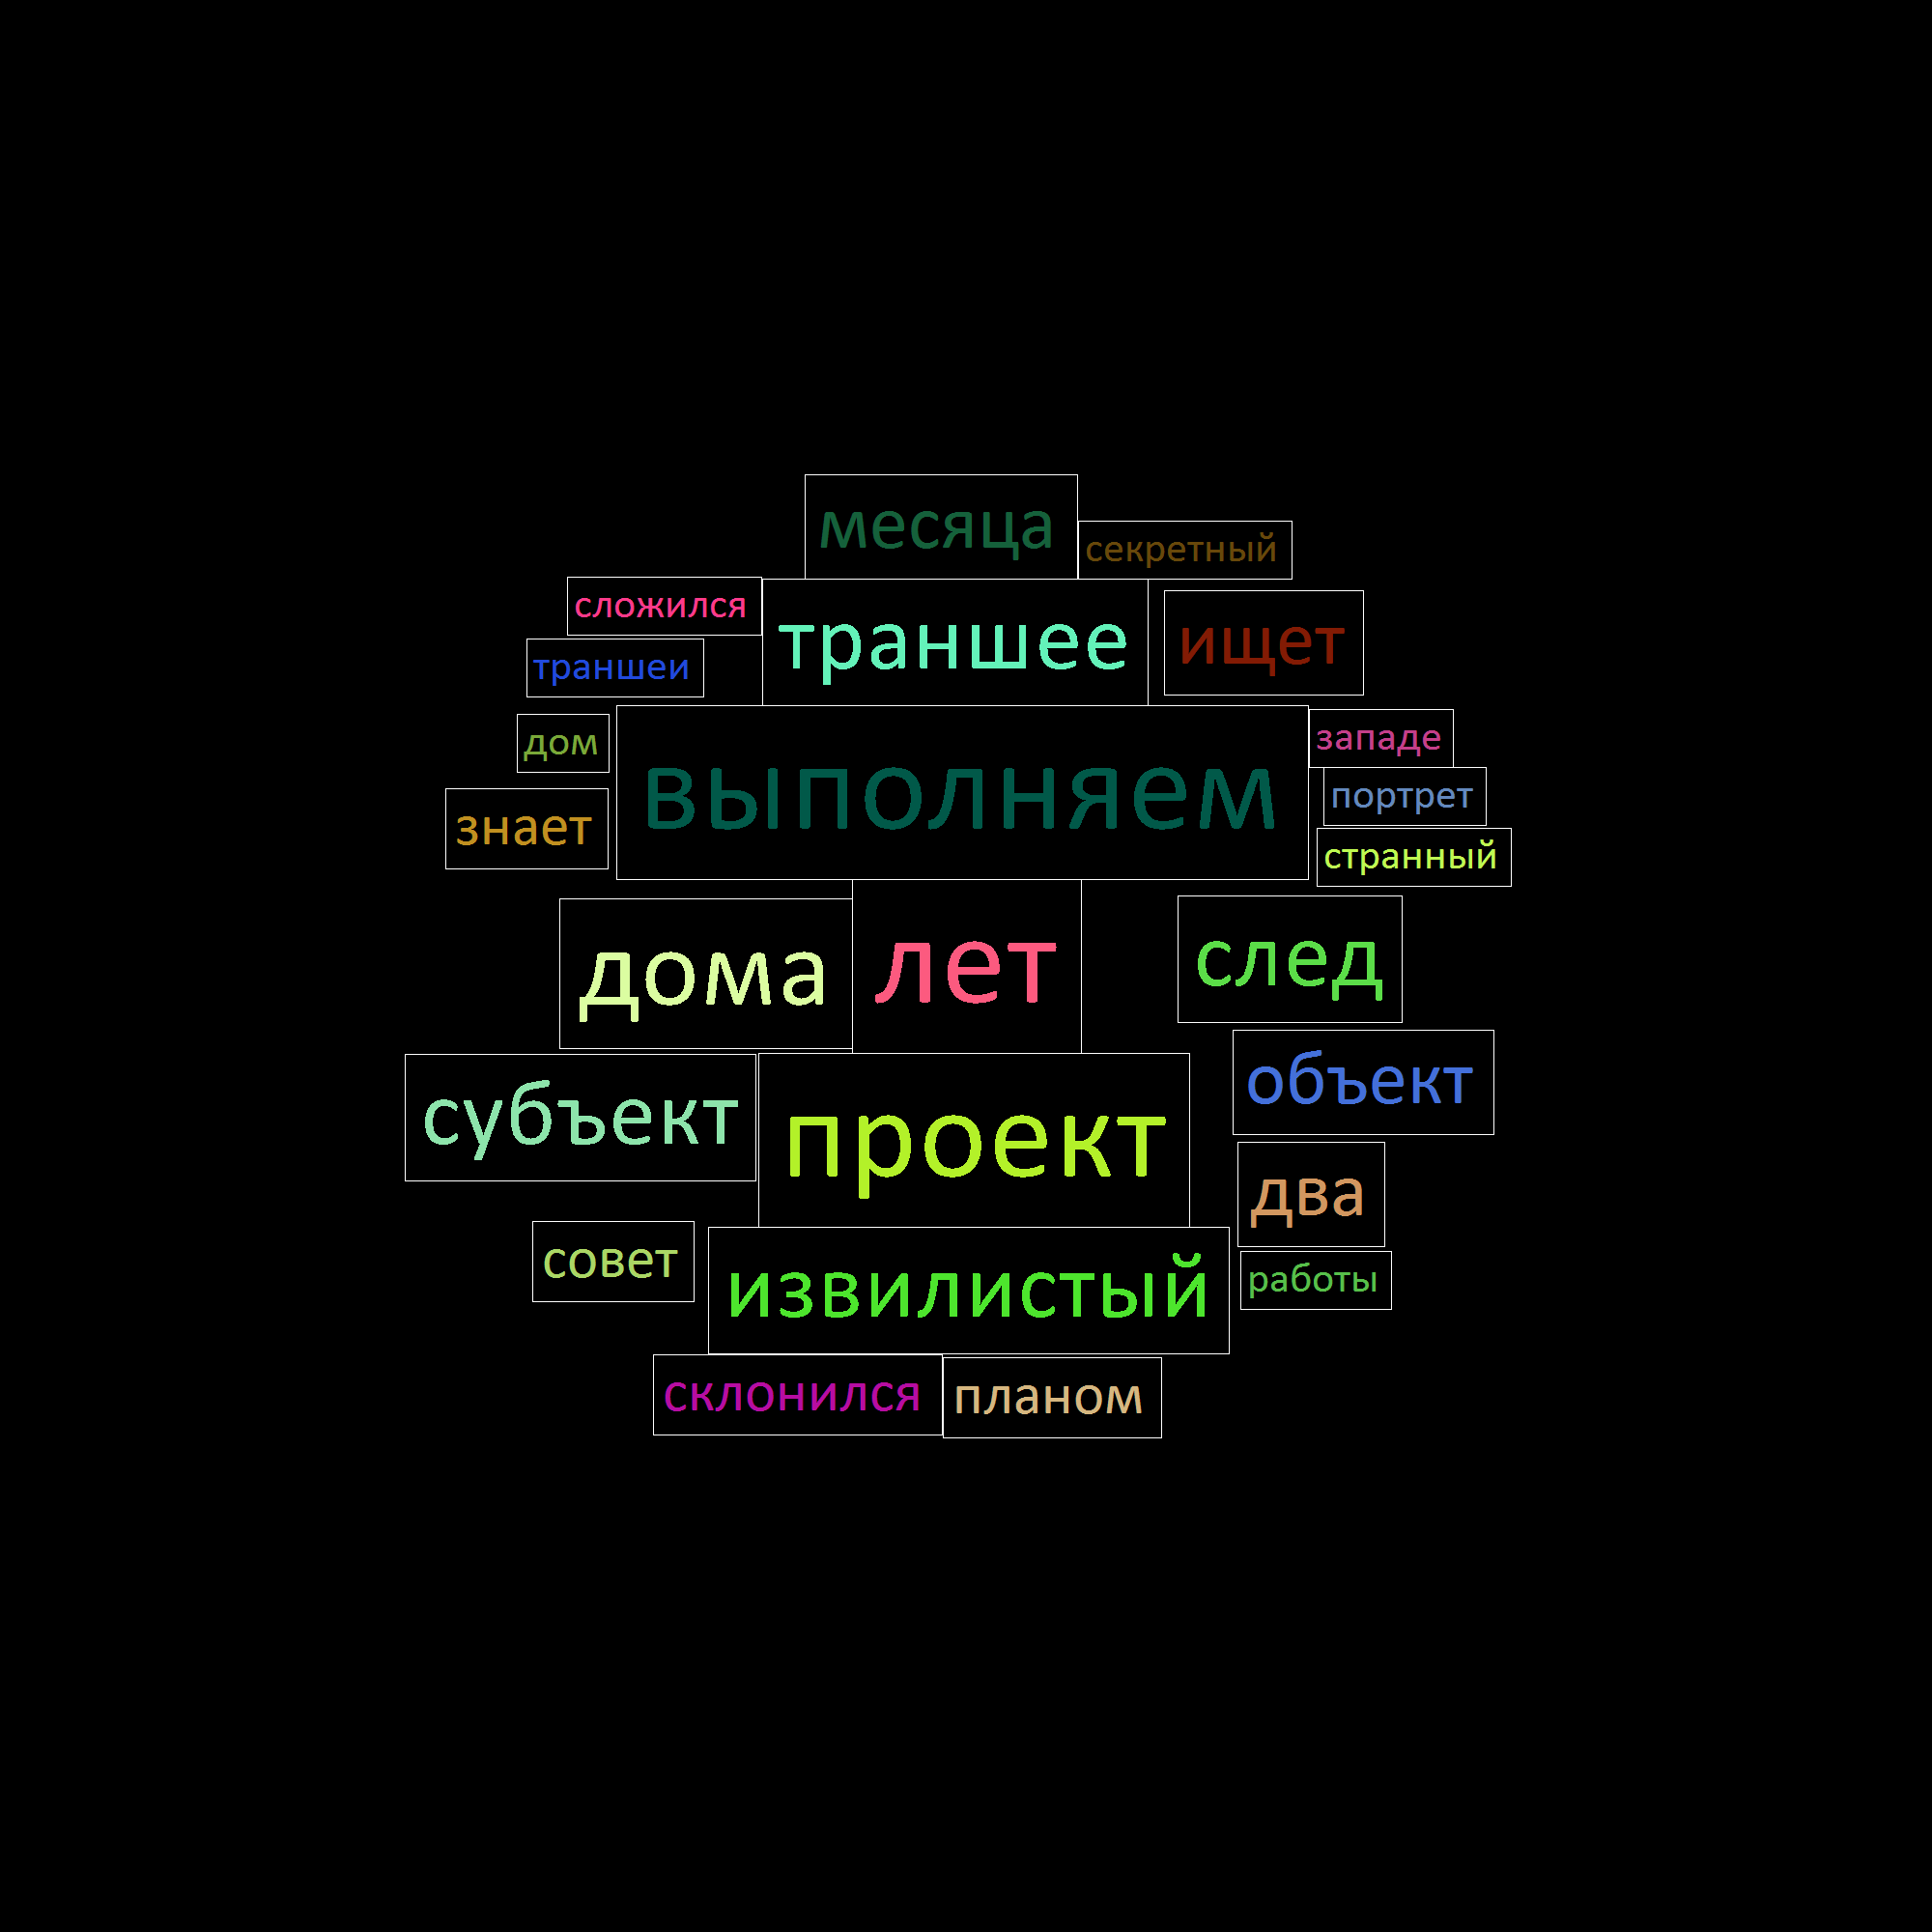 месяца
секретный
сложился
траншее
ищет
траншеи
дом
выполняем
западе
портрет
знает
странный
дома
лет
след
субъект
проект
объект
два
совет
извилистый
работы
склонился
планом